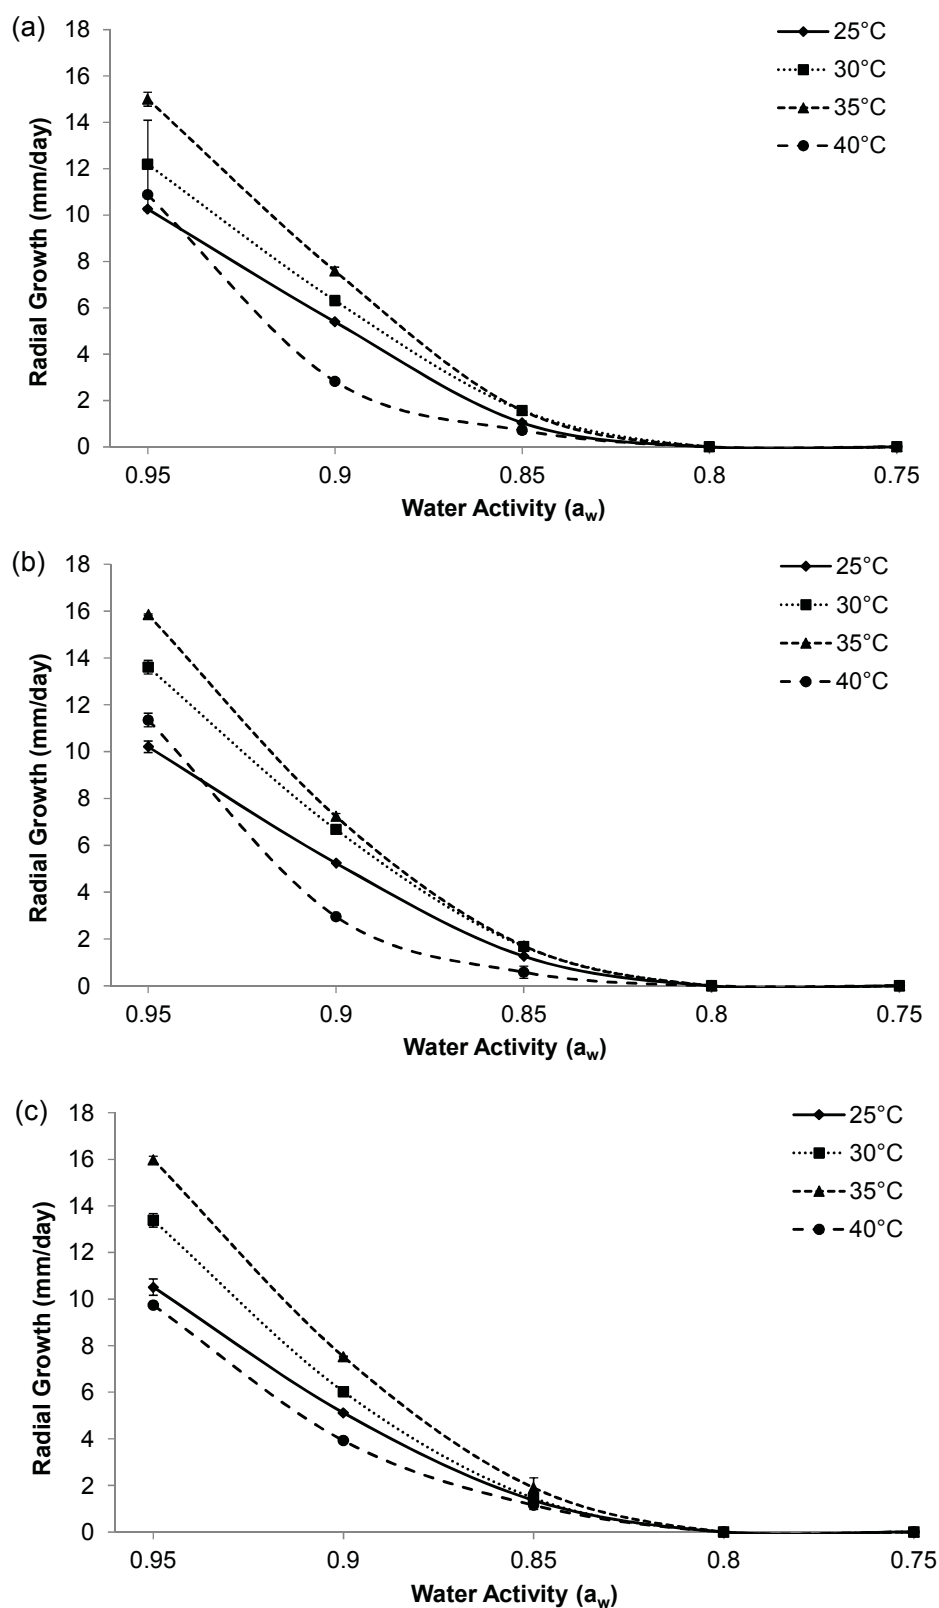 (a)
18
16
14
12
10
8
6
4
2
0
Radial Growth (mm/day)
25°C
30°C
35°C
40°C
0.95 0.9 0.85 0.8 0.75
Water Activity (aw)
(b)
18
16
14
12
10
8
6
4
2
0
Radial Growth (mm/day)
25°C
30°C
35°C
40°C
0.95 0.9 0.85 0.8 0.75
Water Activity (aw)
(c)
18
16
14
12
10
8
6
4
2
0
Radial Growth (mm/day)
25°C
30°C
35°C
40°C
0.95 0.9 0.85 0.8 0.75
Water Activity (aw)